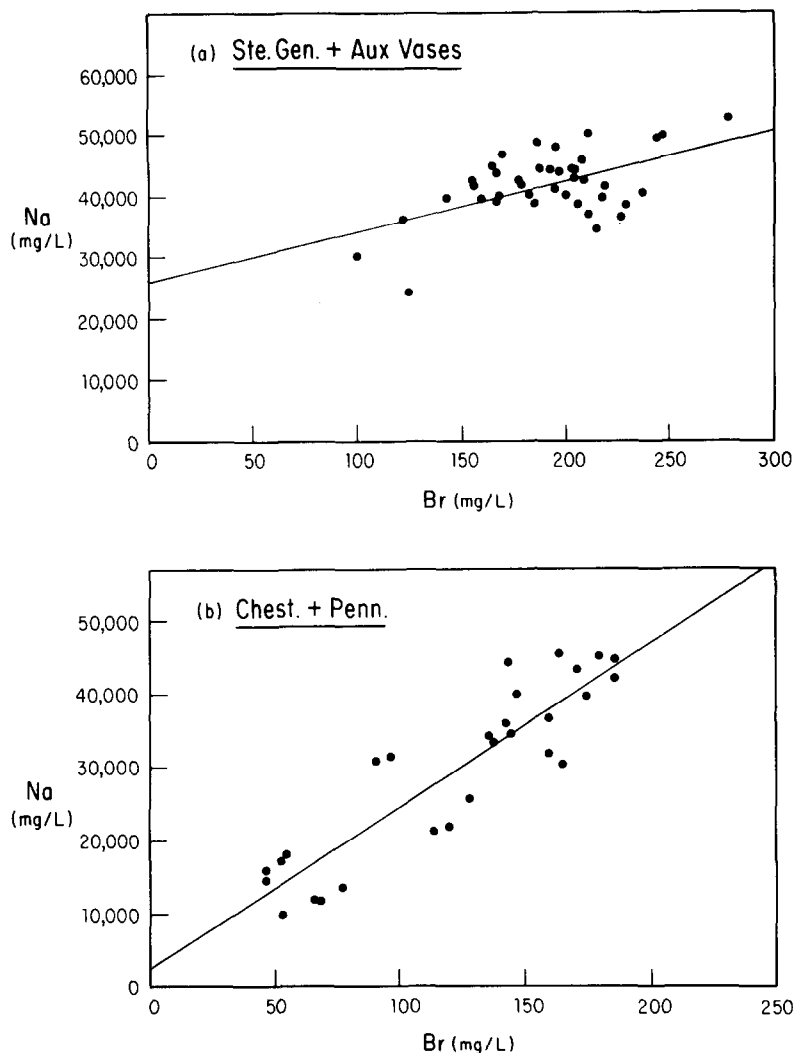 (a) Ste. Gen. + Aux Vases
60,000
50,000
40,000
30,000
20,000
10,000
0
Na
(mg/L)
0 50 100 150 200 250 300
Br (mg/L)
(b) Chest. + Penn.
50,000
40,000
30,000
20,000
10,000
0
Na
(mg/L)
0 50 100 150 200 250
Br (mg/L)